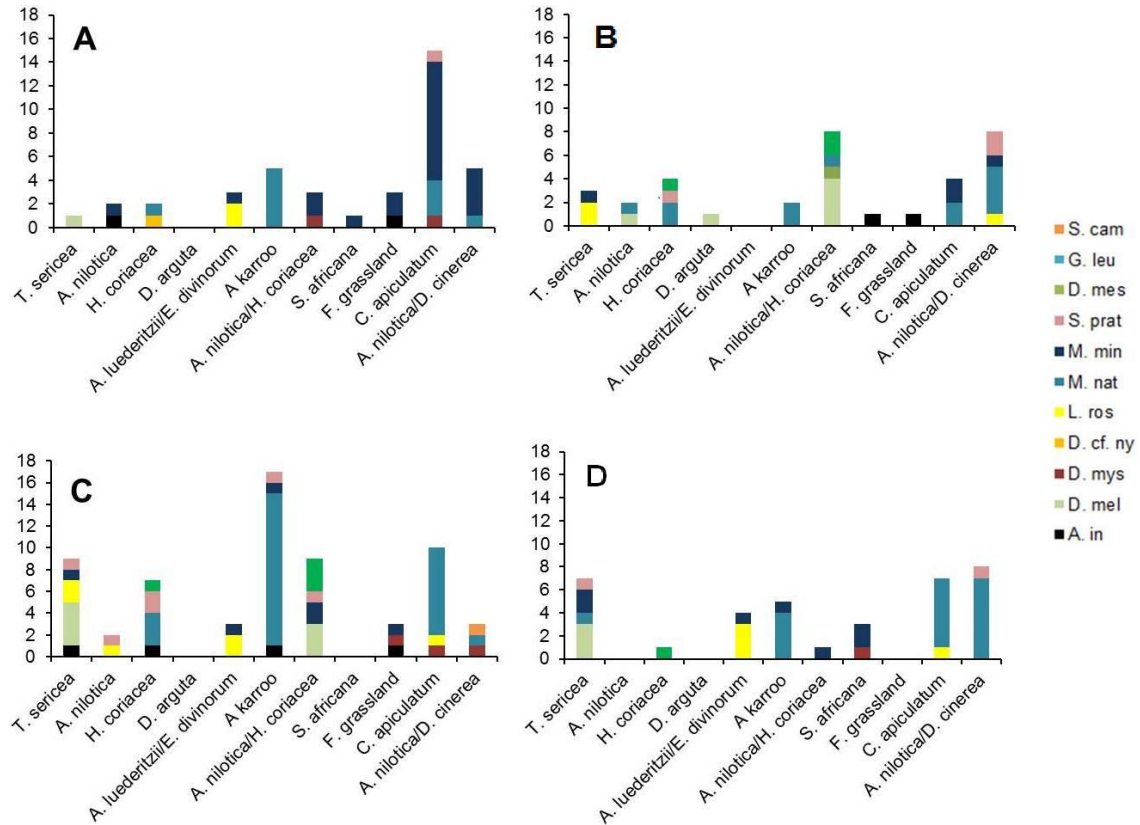 A
18
16
14
12
10
8
6
4
2
0
T. sericea
A. nilotica
H. coriacea
D. arguta
A. luederitzii/E. divinorum
A karroo
A. nilotica/H. coriacea
S. africana
F. grassland
C. apiculatum
A. nilotica/D. cinerea
B
18
16
14
12
10
8
6
4
2
0
T. sericea
A. nilotica
H. coriacea
D. arguta
A. luederitzii/E. divinorum
A karroo
A. nilotica/H. coriacea
S. africana
F. grassland
C. apiculatum
A. nilotica/D. cinerea
S. cam
G. leu
D. mes
S. prat
M. min
M. nat
L. ros
D. cf. ny
D. mys
D. mel
A. in
C
18
16
14
12
10
8
6
4
2
0
T. sericea
A. nilotica
H. coriacea
D. arguta
A. luederitzii/E. divinorum
A karroo
A. nilotica/H. coriacea
S. africana
F. grassland
C. apiculatum
A. nilotica/D. cinerea
D
18
16
14
12
10
8
6
4
2
0
T. sericea
A. nilotica
H. coriacea
D. arguta
A. luederitzii/E. divinorum
A karroo
A. nilotica/H. coriacea
S. africana
F. grassland
C. apiculatum
A. nilotica/D. cinerea